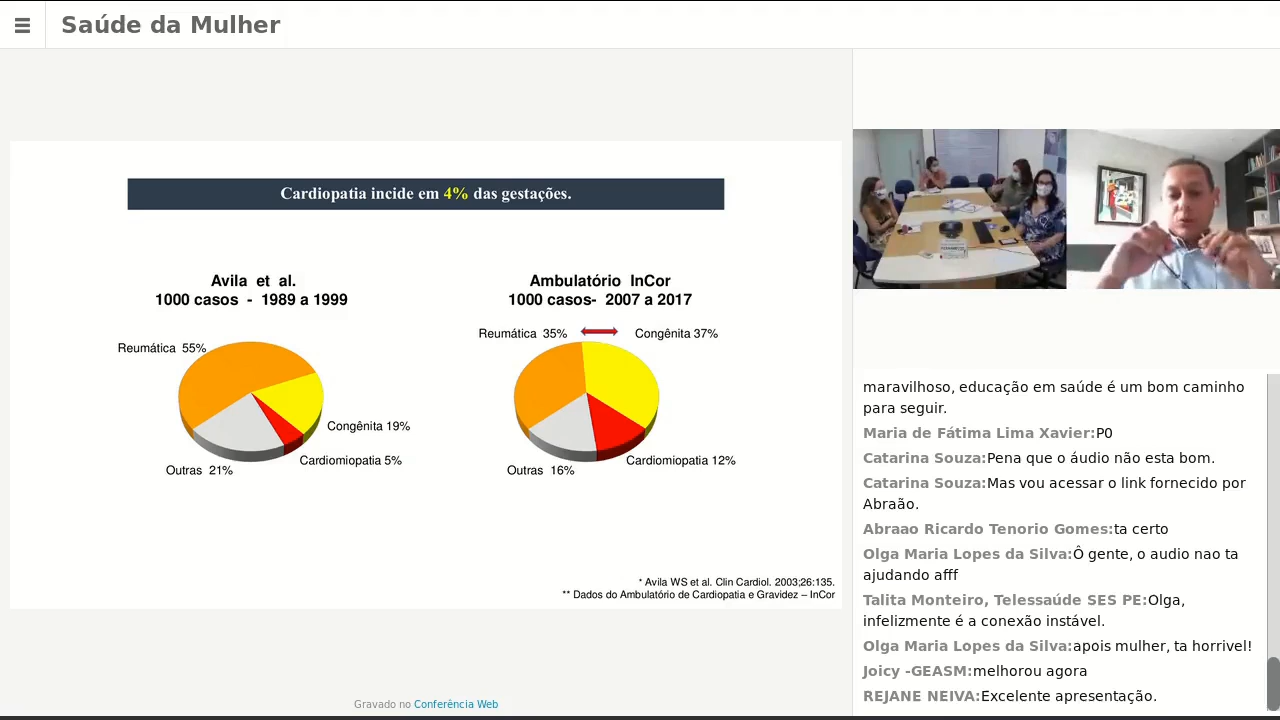 Saúde da Mulher
Cardiopatia incide em 4% das gestações.
Avila et al.
1000 casos - 1989 a 1999
Reumática 55%
Congênita 19%
Cardiomiopatia 5%
Outras 21%
Ambulatório InCor
1000 casos- 2007 a 2017
Reumática 35%
Congênita 37%
Cardiomiopatia 12%
Outras 16%
* Avila WS et al. Clin Cardiol. 2003;26:135.
** Dados do Ambulatório de Cardiopatia e Gravidez – InCor
Gravado no Conferência Web
maravilhoso, educação em saúde é um bom caminho
para seguir.
Maria de Fátima Lima Xavier:P0
Catarina Souza:Pena que o áudio não esta bom.
Catarina Souza:Mas vou acessar o link fornecido por
Abraão.
Abraao Ricardo Tenorio Gomes:ta certo
Olga Maria Lopes da Silva:Ô gente, o audio nao ta
ajudando afff
Talita Monteiro, Telessaúde SES PE:Olga,
infelizmente é a conexão instável.
Olga Maria Lopes da Silva:apois mulher, ta horrivel!
Joicy -GEASM:melhorou agora
REJANE NEIVA:Excelente apresentação.